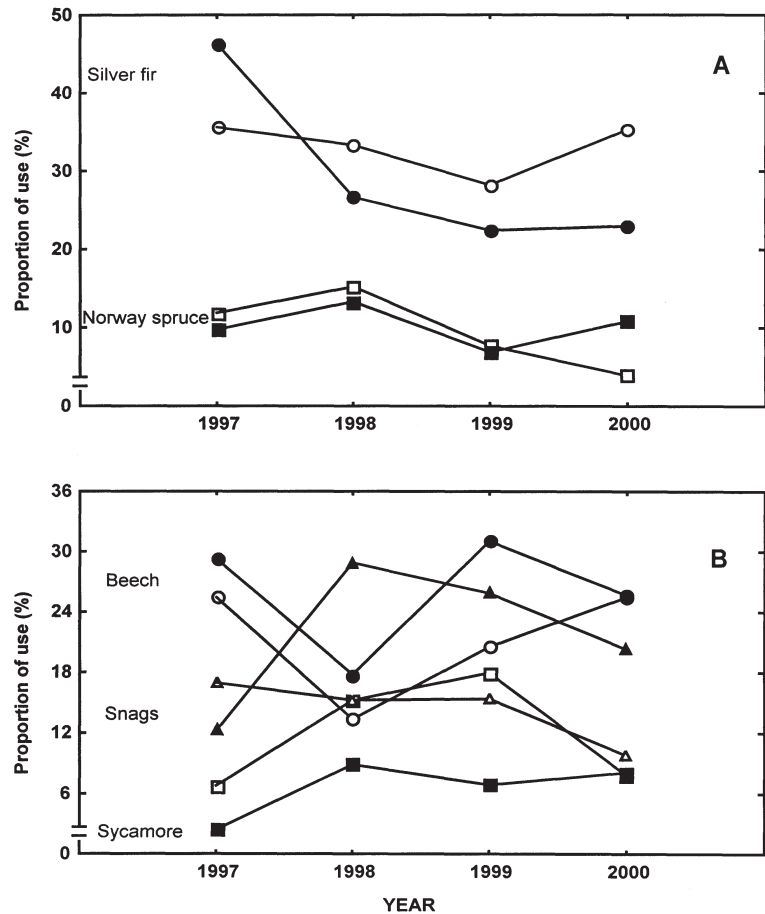 50
A
Silver fir
40
30
20
Norway spruce
10
0
Proportion of use (%)
1997 1998 1999 2000
36
B
30
Beech
24
18
Snags
12
6
Sycamore
0
Proportion of use (%)
1997 1998 1999 2000
YEAR